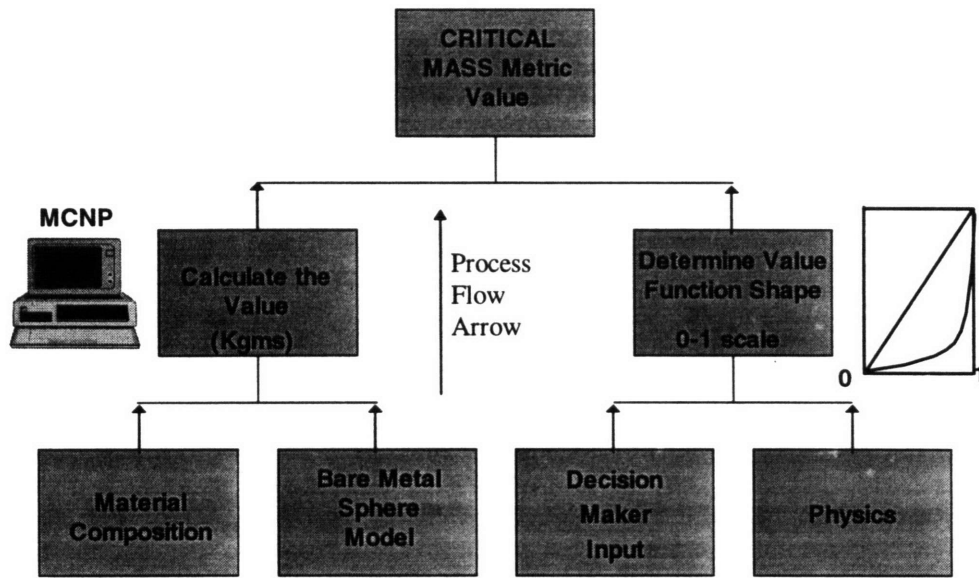 CRITICAL
MASS Metric
Value
MCNP
Calculate the
Value
(Kgms)
Process
Flow
Arrow
Determine Value
Function Shape
0-1 scale
0
Material
Composition
Bare Metal
Sphere
Model
Decision
Maker
Input
Physics